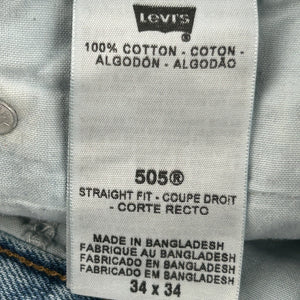 Levi's
100% COTTON - COTON -
ALGODÓN - ALGODÃO
505®
STRAIGHT FIT - COUPE DROIT
- CORTE RECTO
MADE IN BANGLADESH
FABRIQUE AU BANGLADESH
FABRICADO EN BANGLADESH
FABRICADO EM BANGLADESH
34 x 34